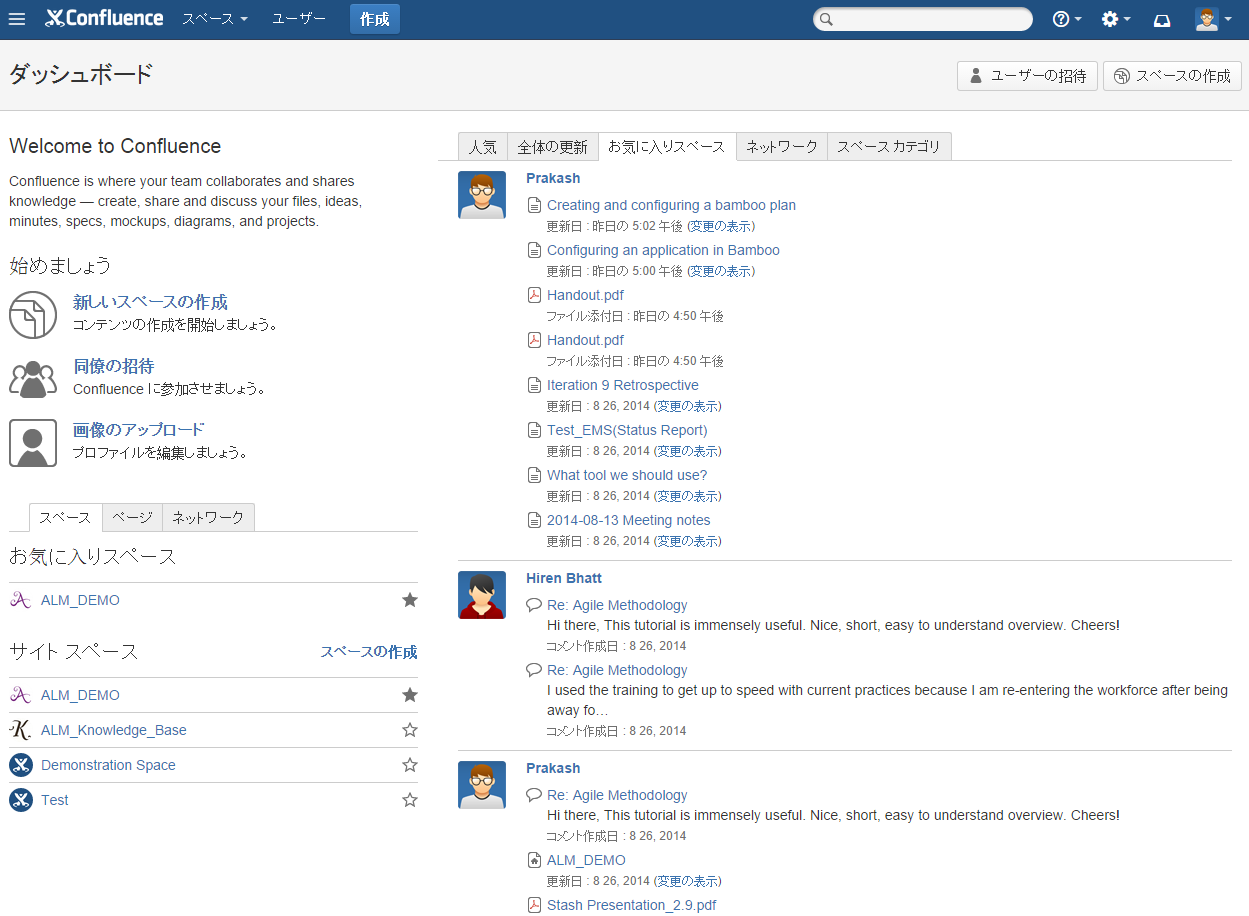 Confluence スペース ユーザー 作成
ダッシュボード
ユーザーの招待 スペースの作成
Welcome to Confluence
Confluence is where your team collaborates and shares
knowledge — create, share and discuss your files, ideas,
minutes, specs, mockups, diagrams, and projects.
始めましょう
新しいスペースの作成
コンテンツの作成を開始しましょう。
同僚の招待
Confluence に参加させましょう。
画像のアップロード
プロファイルを編集しましょう。
スペース ページ ネットワーク
お気に入りスペース
ALM_DEMO
サイト スペース スペースの作成
ALM_DEMO
ALM_Knowledge_Base
Demonstration Space
Test
人気 全体の更新 お気に入りスペース ネットワーク スペース カテゴリ
Prakash
Creating and configuring a bamboo plan
更新日 : 昨日の 5:02 午後 (変更の表示)
Configuring an application in Bamboo
更新日 : 昨日の 5:00 午後 (変更の表示)
Handout.pdf
ファイル添付日 : 昨日の 4:50 午後
Handout.pdf
ファイル添付日 : 昨日の 4:50 午後
Iteration 9 Retrospective
更新日 : 8 26, 2014 (変更の表示)
Test_EMS(Status Report)
更新日 : 8 26, 2014 (変更の表示)
What tool we should use?
更新日 : 8 26, 2014 (変更の表示)
2014-08-13 Meeting notes
更新日 : 8 26, 2014 (変更の表示)
Hiren Bhatt
Re: Agile Methodology
Hi there, This tutorial is immensely useful. Nice, short, easy to understand overview. Cheers!
コメント作成日 : 8 26, 2014
Re: Agile Methodology
I used the training to get up to speed with current practices because I am re-entering the workforce after being
away fo…
コメント作成日 : 8 26, 2014
Prakash
Re: Agile Methodology
Hi there, This tutorial is immensely useful. Nice, short, easy to understand overview. Cheers!
コメント作成日 : 8 26, 2014
ALM_DEMO
更新日 : 8 26, 2014 (変更の表示)
Stash Presentation_2.9.pdf